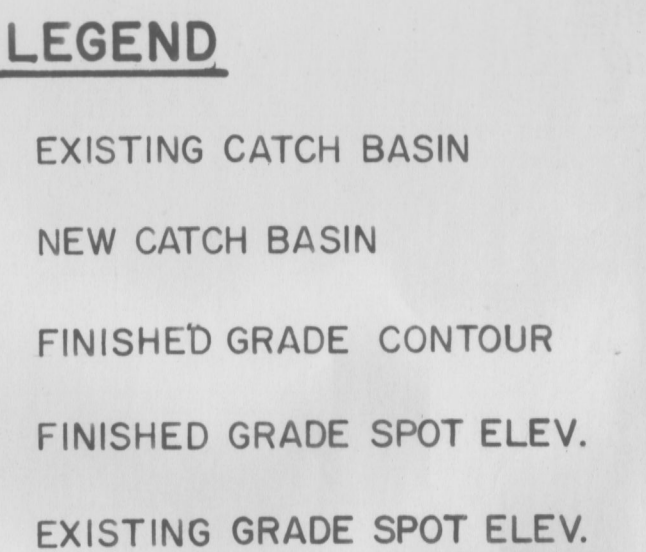 LEGEND
EXISTING CATCH BASIN
NEW CATCH BASIN
FINISHED GRADE CONTOUR
FINISHED GRADE SPOT ELEV.
EXISTING GRADE SPOT ELEV.